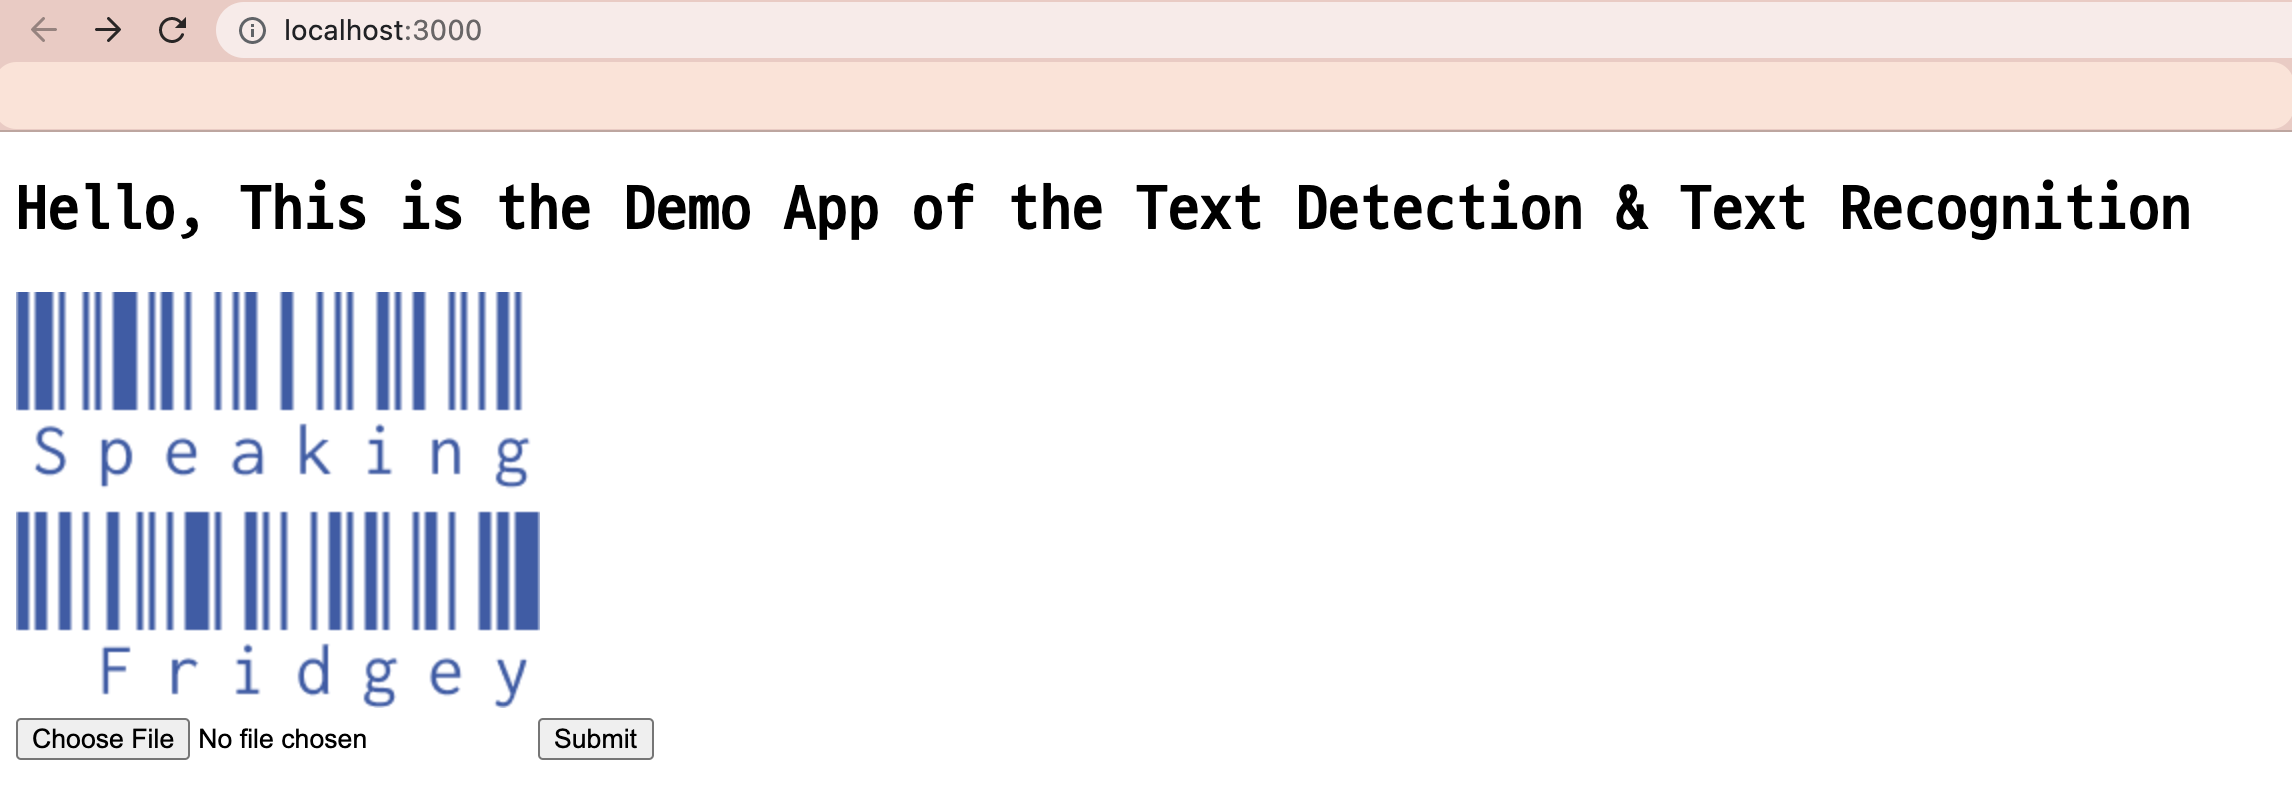 localhost:3000
Hello, This is the Demo App of the Text Detection & Text Recognition
Speaking
Fridgey
Choose File No file chosen Submit